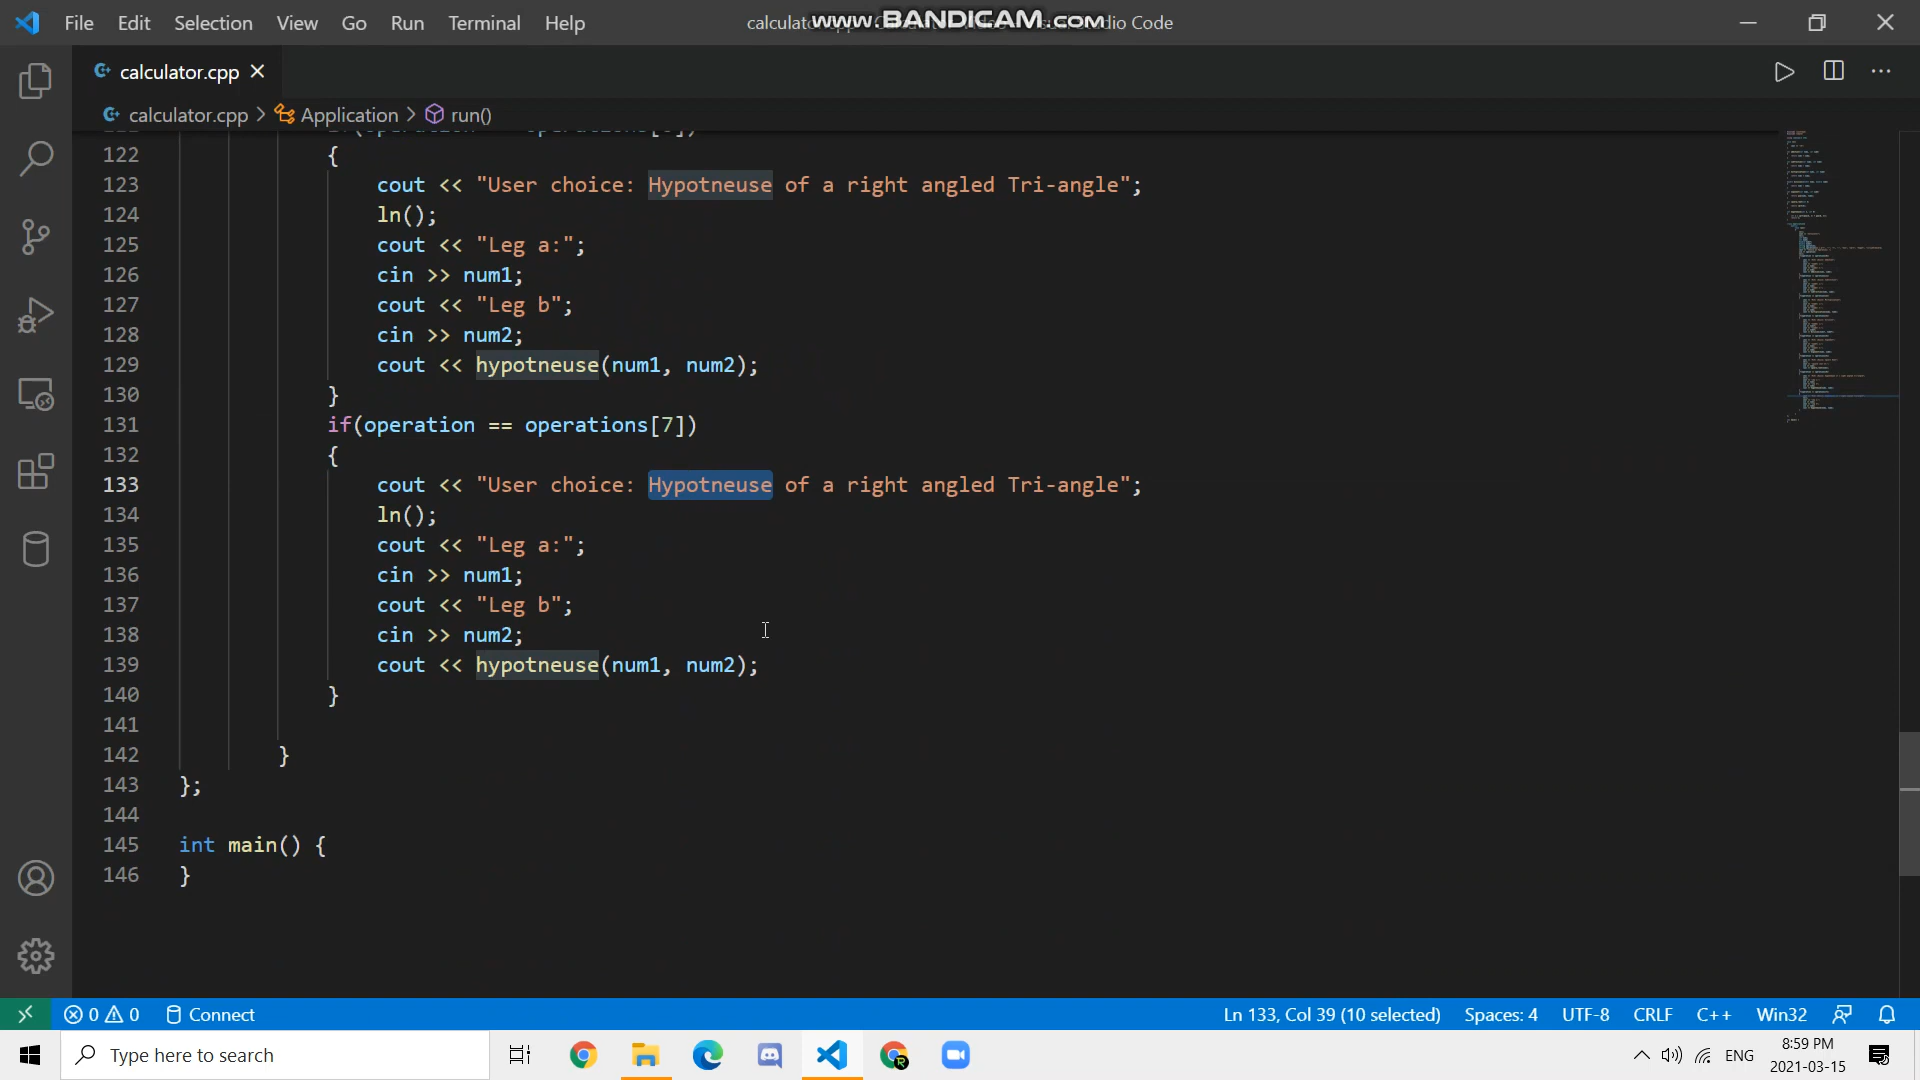 File Edit Selection View Go Run Terminal Help
www.BANDICAM.com
calculator.cpp × 
calculator.cpp > Application > run()
122 {
123 cout << "User choice: Hypotneuse of a right angled Tri-angle";
124 ln();
125 cout << "Leg a:";
126 cin >> num1;
127 cout << "Leg b";
128 cin >> num2;
129 cout << hypotneuse(num1, num2);
130 }
131 if(operation == operations[7])
132 {
133 cout << "User choice: Hypotneuse of a right angled Tri-angle";
134 ln();
135 cout << "Leg a:";
136 cin >> num1;
137 cout << "Leg b";
138 cin >> num2;
139 cout << hypotneuse(num1, num2);
140 }
141
142 }
143 };
144
145 int main() {
146 }
0 0 Connect Ln 133, Col 39 (10 selected) Spaces: 4 UTF-8 CRLF C++ Win32
Type here to search
ENG
8:59 PM
2021-03-15